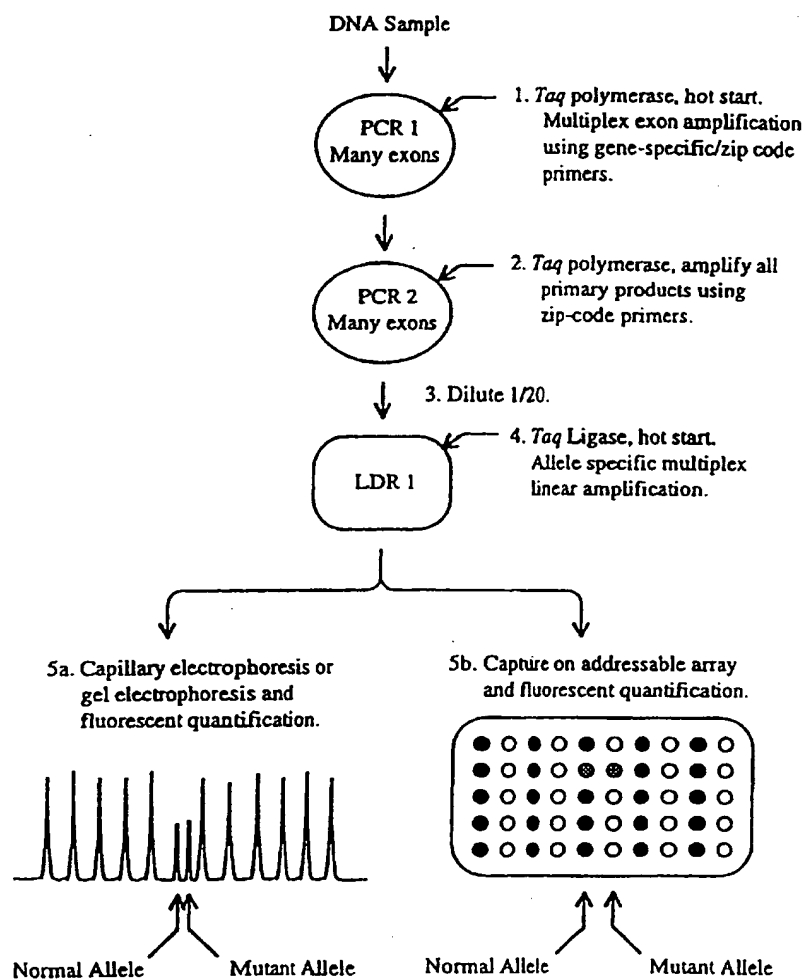 DNA Sample
PCR 1
Many exons
1. Taq polymerase, hot start.
Multiplex exon amplification
using gene-specific/zip code
primers.
PCR 2
Many exons
2. Taq polymerase, amplify all
primary products using
zip-code primers.
3. Dilute 1/20.
LDR 1
4. Taq Ligase, hot start.
Allele specific multiplex
linear amplification.
5a. Capillary electrophoresis or
gel electrophoresis and
fluorescent quantification.
5b. Capture on addressable array
and fluorescent quantification.
Normal Allele
Mutant Allele
Normal Allele
Mutant Allele